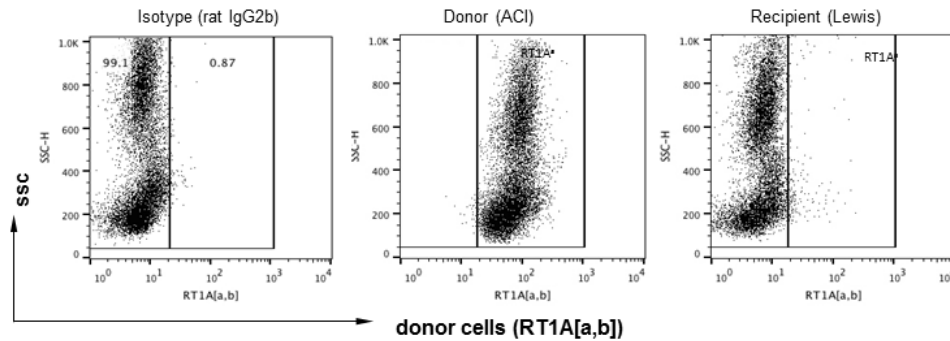 Isotype (rat IgG2b)
Donor (ACI)
Recipient (Lewis)
1.0K
800
600
400
200
0
99.1
0.87
SSC-H
10^0
10^1
10^2
10^3
10^4
RT1A[a,b]
1.0K
800
600
400
200
0
RT1Aª
SSC-H
10^0
10^1
10^2
10^3
10^4
RT1A[a,b]
1.0K
800
600
400
200
0
RT1A
SSC-H
10^0
10^1
10^2
10^3
RT1A[a,b]
ssc
donor cells (RT1A[a,b])